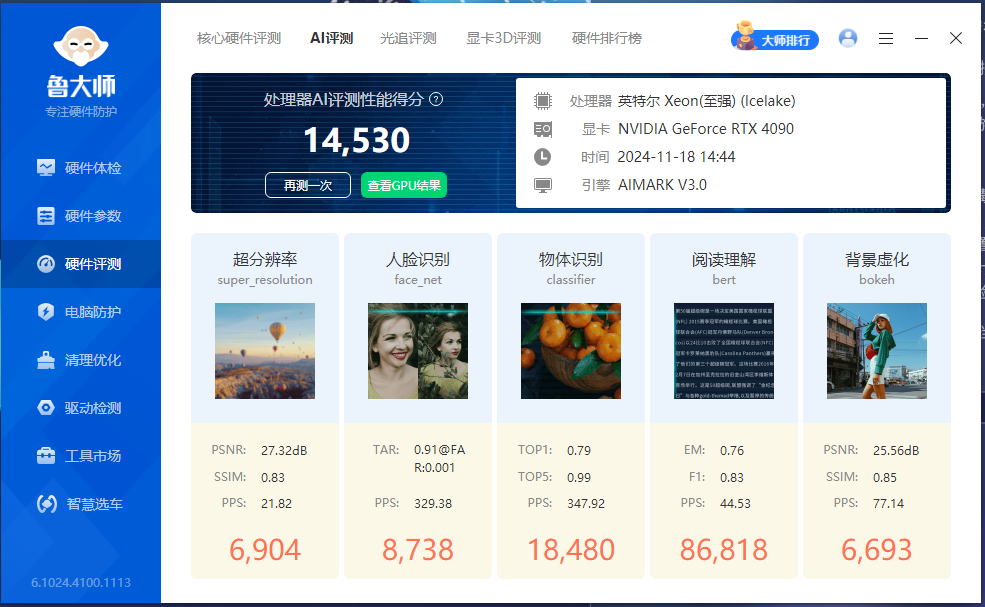 鲁大师
专注硬件防护
硬件体检
硬件参数
硬件评测
电脑防护
清理优化
驱动检测
工具市场
智慧选车
6.1024.4100.1113
核心硬件评测 AI评测 光追评测 显卡3D评测 硬件排行榜 大师排行
处理器AI评测性能得分 ?
14,530
再测一次 查看GPU结果
处理器 英特尔 Xeon(至强) (Icelake)
显卡 NVIDIA GeForce RTX 4090
时间 2024-11-18 14:44
引擎 AIMARK V3.0
超分辨率
super_resolution
PSNR: 27.32dB
SSIM: 0.83
PPS: 21.82
6,904
人脸识别
face_net
TAR: 0.91@FA
R:0.001
PPS: 329.38
8,738
物体识别
classifier
TOP1: 0.79
TOP5: 0.99
PPS: 347.92
18,480
阅读理解
bert
EM: 0.76
F1: 0.83
PPS: 44.53
86,818
背景虚化
bokeh
PSNR: 25.56dB
SSIM: 0.85
PPS: 77.14
6,693